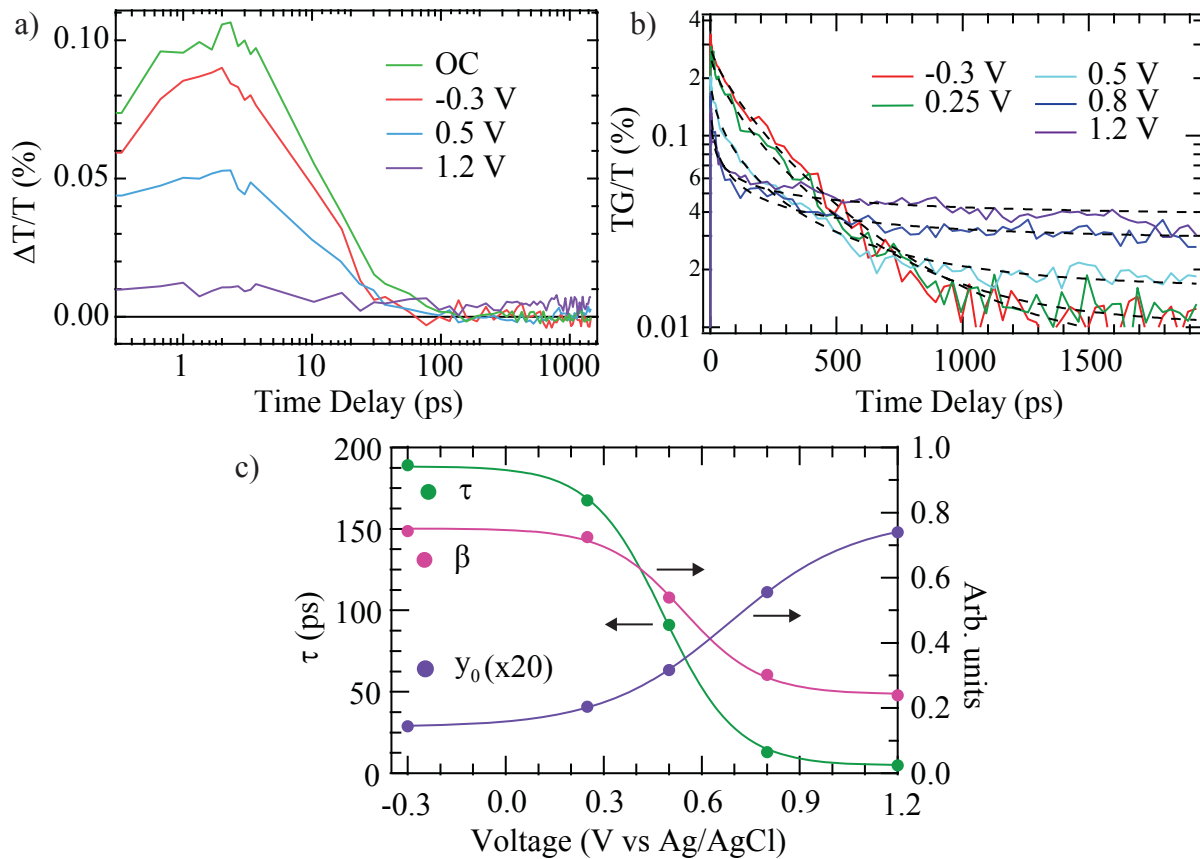 a)
ΔT/T (%)
0.10
0.05
0.00
OC
-0.3 V
0.5 V
1.2 V
1
10
100
1000
Time Delay (ps)
b)
TG/T (%)
4
2
0.1
6
4
2
0.01
-0.3 V
0.25 V
0.5 V
0.8 V
1.2 V
0
500
1000
1500
Time Delay (ps)
c)
τ (ps)
200
150
100
50
0
τ
β
y₀ (x20)
1.0
0.8
0.6
0.4
0.2
0.0
Arb. units
-0.3
0.0
0.3
0.6
0.9
1.2
Voltage (V vs Ag/AgCl)